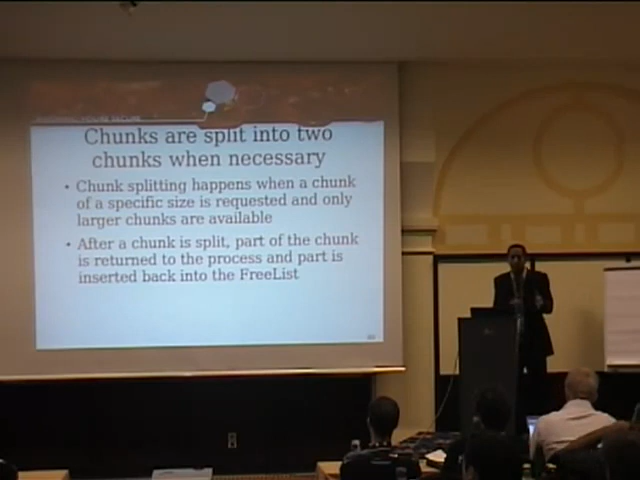 Chunks are split into two
chunks when necessary
• Chunk splitting happens when a chunk
of a specific size is requested and only
larger chunks are available
• After a chunk is split, part of the chunk
is returned to the process and part is
inserted back into the FreeList